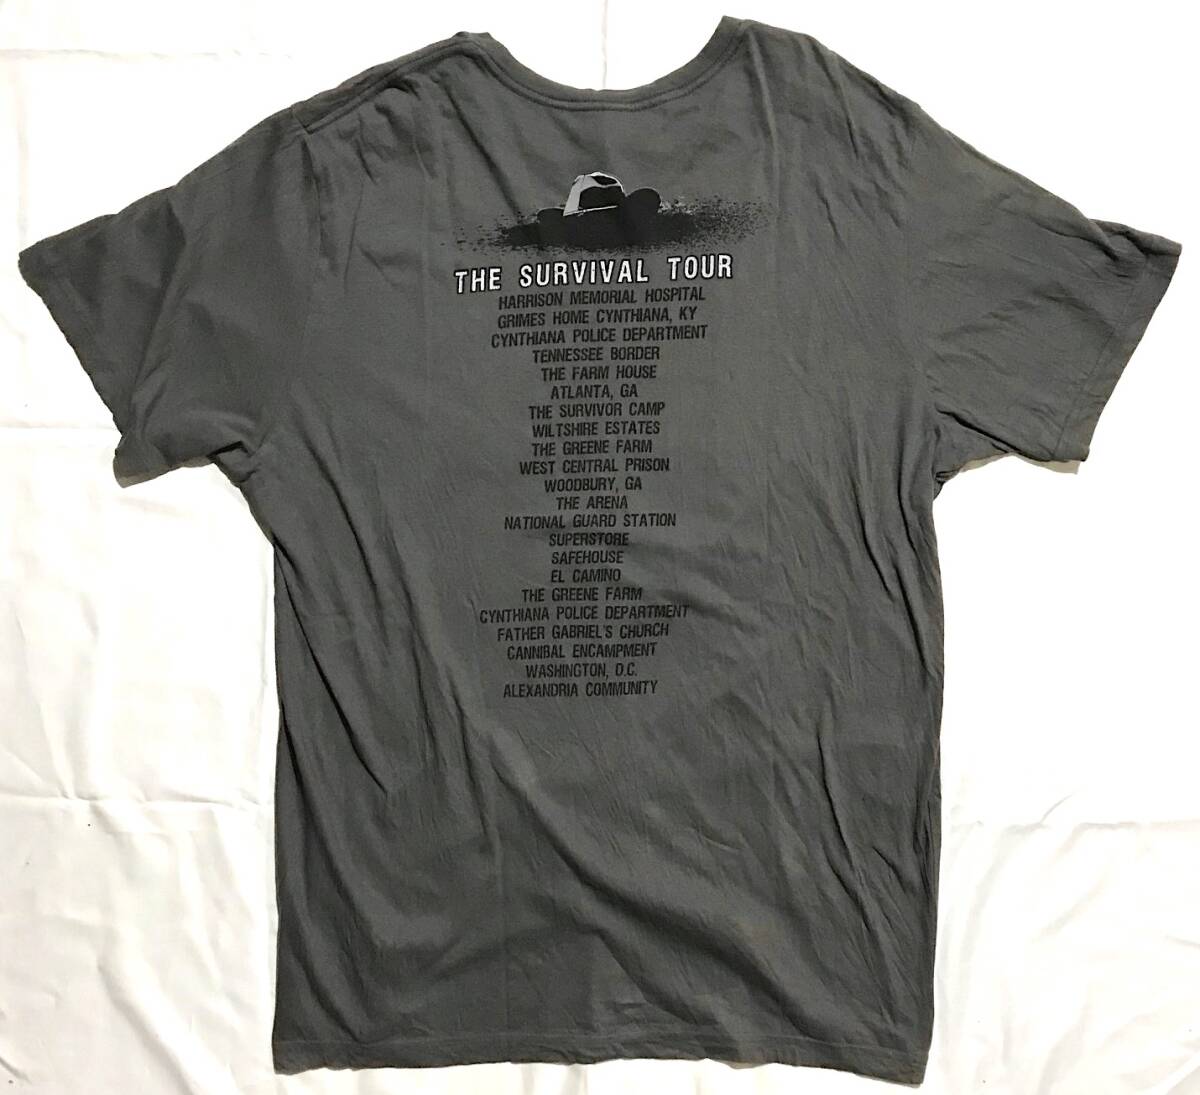 THE SURVIVAL TOUR
HARRISON MEMORIAL HOSPITAL
GRIMES HOME CYNTHIANA, KY
CYNTHIANA POLICE DEPARTMENT
TENNESSEE BORDER
THE FARM HOUSE
ATLANTA, GA
THE SURVIVOR CAMP
WILTSHIRE ESTATES
THE GREENE FARM
WEST CENTRAL PRISON
WOODBURY, GA
THE ARENA
NATIONAL GUARD STATION
SUPERSTORE
SAFEHOUSE
EL CAMINO
THE GREENE FARM
CYNTHIANA POLICE DEPARTMENT
FATHER GABRIEL'S CHURCH
CANNIBAL ENCAMPMENT
WASHINGTON, D.C.
ALEXANDRIA COMMUNITY